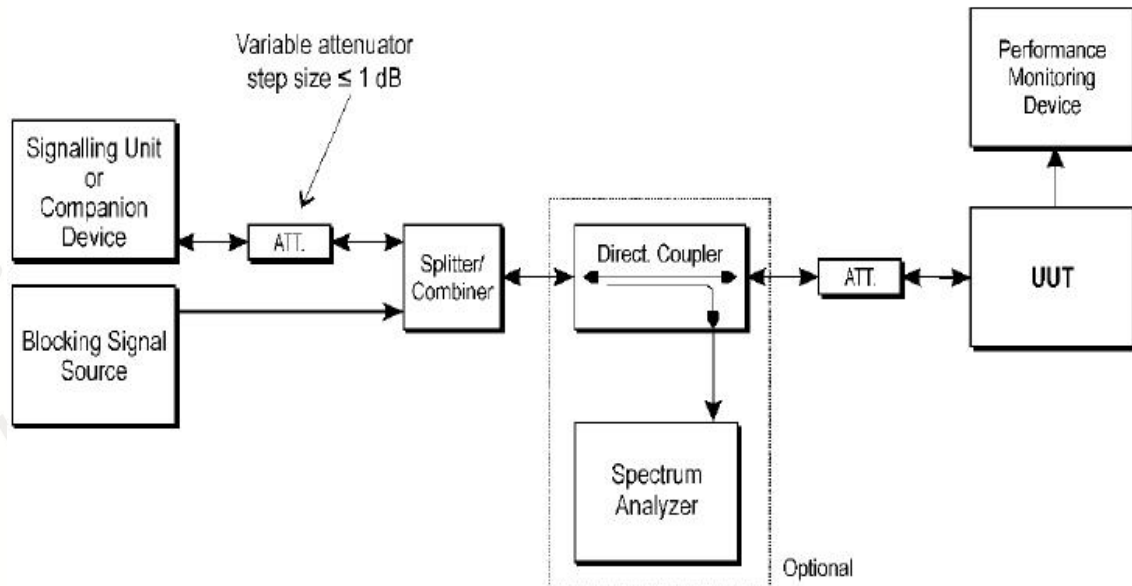 Variable attenuator
step size ≤ 1 dB
Performance
Monitoring
Device
Signalling Unit
or
Companion
Device
ATT.
Splitter/
Combiner
Direct. Coupler
ATT.
UUT
Blocking Signal
Source
Spectrum
Analyzer
Optional